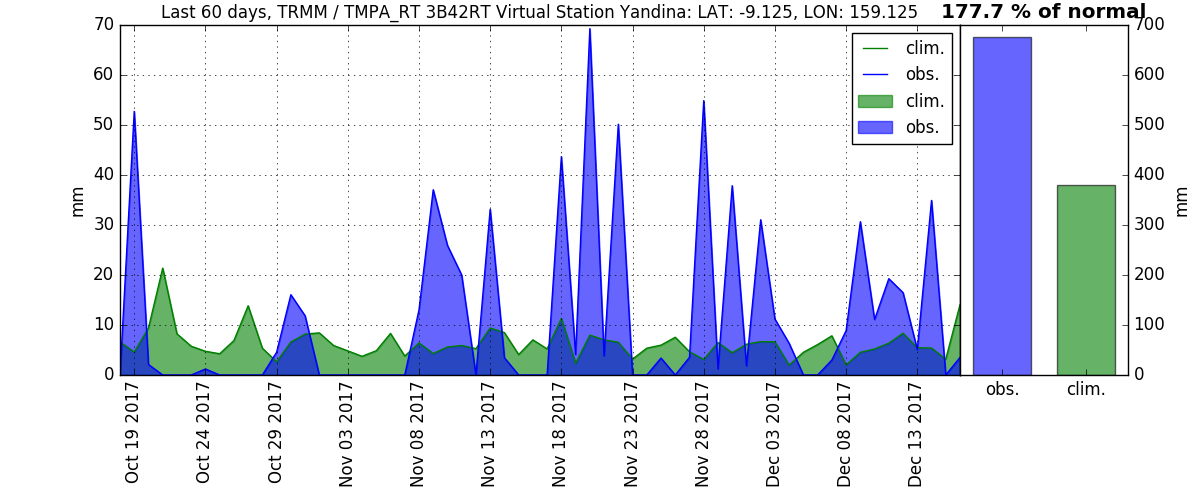 Last 60 days, TRMM / TMPA_RT 3B42RT Virtual Station Yandina: LAT: -9.125, LON: 159.125
177.7 % of normal
70
60
50
40
30
20
10
0
mm
clim.
obs.
clim.
obs.
Oct 19 2017
Oct 24 2017
Oct 29 2017
Nov 03 2017
Nov 08 2017
Nov 13 2017
Nov 18 2017
Nov 23 2017
Nov 28 2017
Dec 03 2017
Dec 08 2017
Dec 13 2017
700
600
500
400
300
200
100
0
mm
obs.
clim.